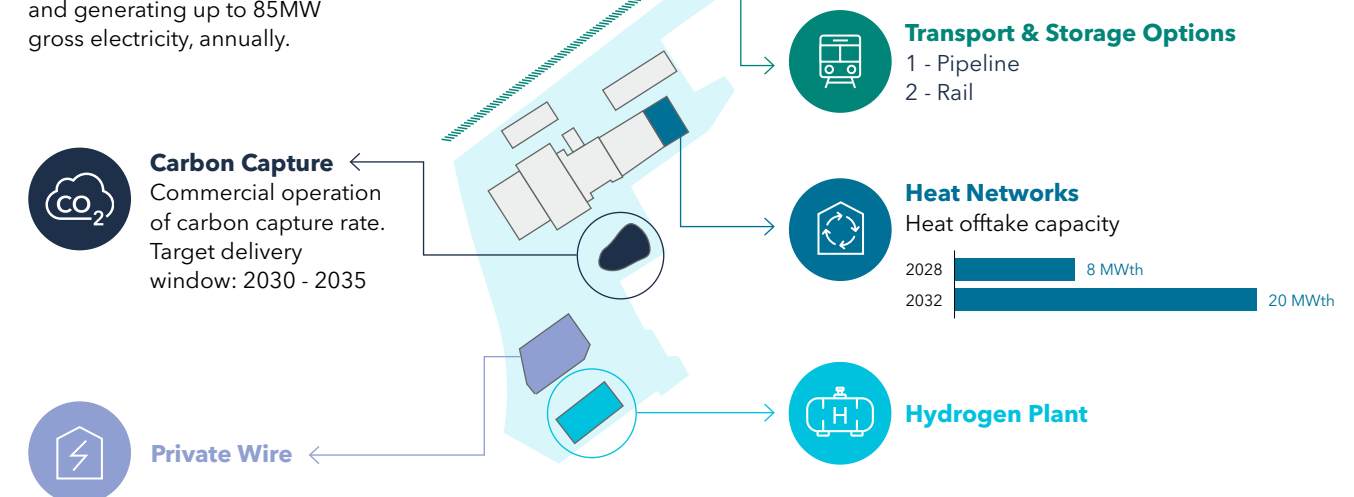 and generating up to 85MW
gross electricity, annually.
Transport & Storage Options
1 - Pipeline
2 - Rail
CO2
Carbon Capture
Commercial operation
of carbon capture rate.
Target delivery
window: 2030 - 2035
Heat Networks
Heat offtake capacity
2028 8 MWth
2032 20 MWth
H
Hydrogen Plant
Private Wire